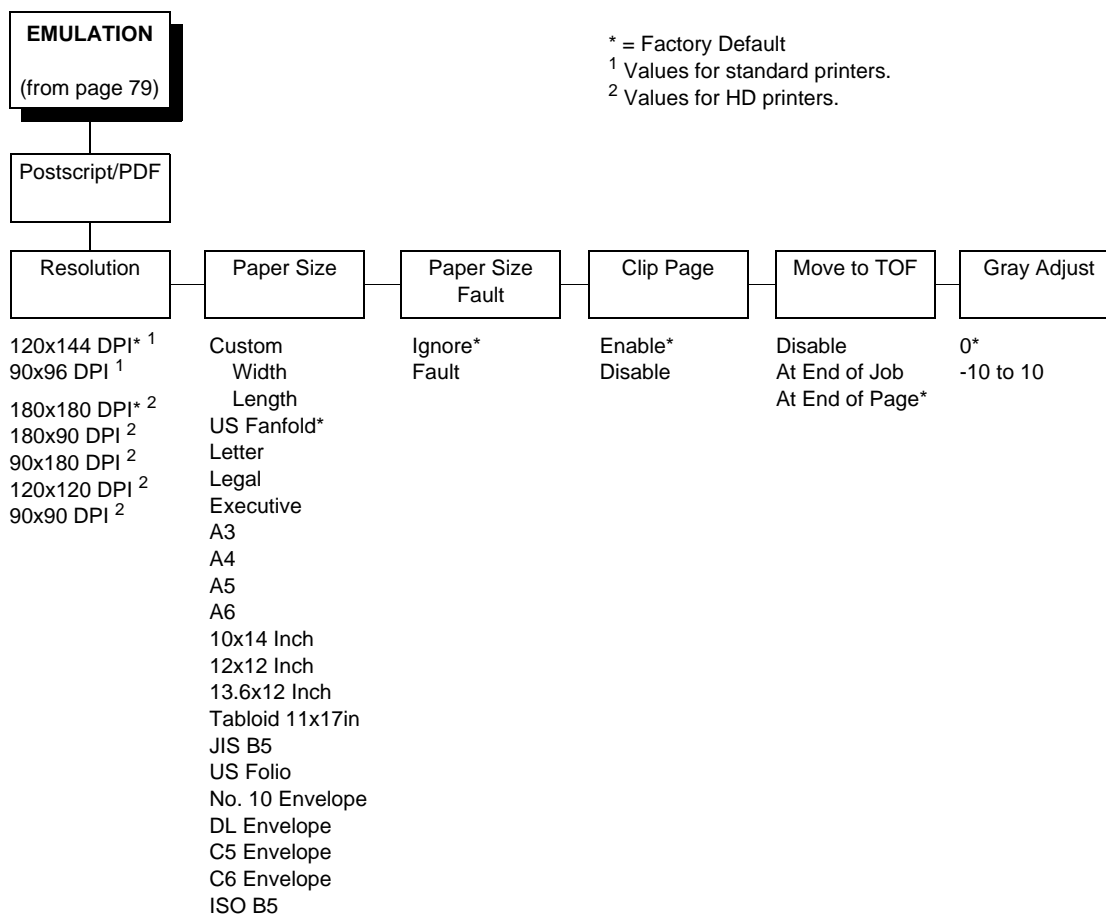 EMULATION
(from page 79)
* = Factory Default
1 Values for standard printers.
2 Values for HD printers.
Postscript/PDF
Resolution
120x144 DPI* 1
90x96 DPI 1
180x180 DPI* 2
180x90 DPI 2
90x180 DPI 2
120x120 DPI 2
90x90 DPI 2
Paper Size
Custom
Width
Length
US Fanfold*
Letter
Legal
Executive
A3
A4
A5
A6
10x14 Inch
12x12 Inch
13.6x12 Inch
Tabloid 11x17in
JIS B5
US Folio
No. 10 Envelope
DL Envelope
C5 Envelope
C6 Envelope
ISO B5
Paper Size
Fault
Ignore*
Fault
Clip Page
Enable*
Disable
Move to TOF
Disable
At End of Job
At End of Page*
Gray Adjust
0*
-10 to 10